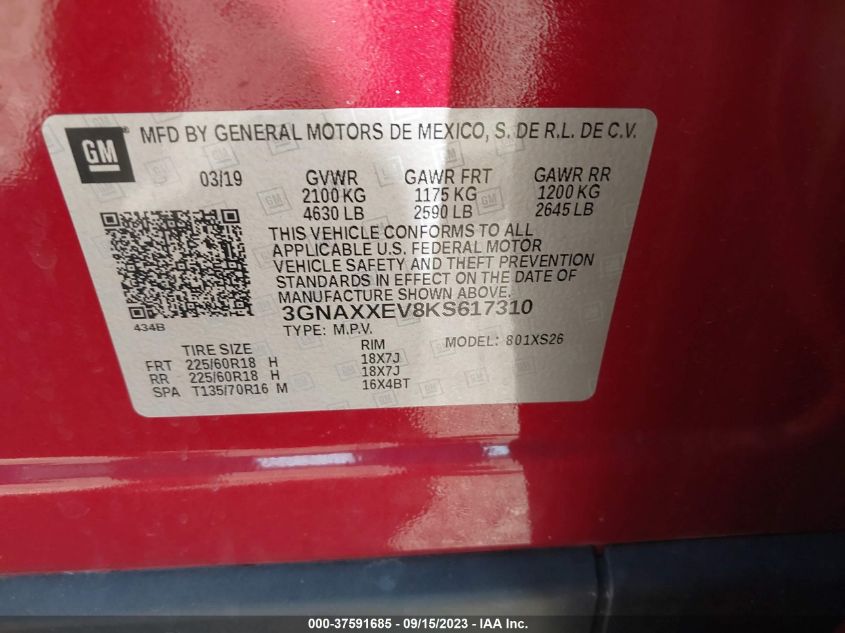 GM
MFD BY GENERAL MOTORS DE MEXICO, S. DE R.L. DE C.V.
03/19 GVWR GAWR FRT GAWR RR
2100 KG 1175 KG 1200 KG
4630 LB 2590 LB 2645 LB
THIS VEHICLE CONFORMS TO ALL
APPLICABLE U.S. FEDERAL MOTOR
VEHICLE SAFETY AND THEFT PREVENTION
STANDARDS IN EFFECT ON THE DATE OF
MANUFACTURE SHOWN ABOVE.
434B
3GNAXXEV8KS617310
TYPE: M.P.V. MODEL: 801XS26
TIRE SIZE RIM
FRT 225/60R18 H 18X7J
RR 225/60R18 H 18X7J
SPA T135/70R16 M 16X4BT
000-37591685 - 09/15/2023 - IAA Inc.